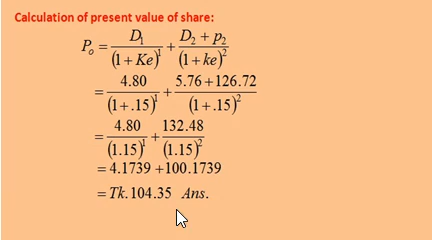 Calculation of present value of share:
P₀ = D₁/(1+Ke)¹ + (D₂+p₂)/(1+ke)²
= 4.80/(1+.15)¹ + (5.76+126.72)/(1+.15)²
= 4.80/(1.15)¹ + 132.48/(1.15)²
= 4.1739 +100.1739
= Tk.104.35 Ans.